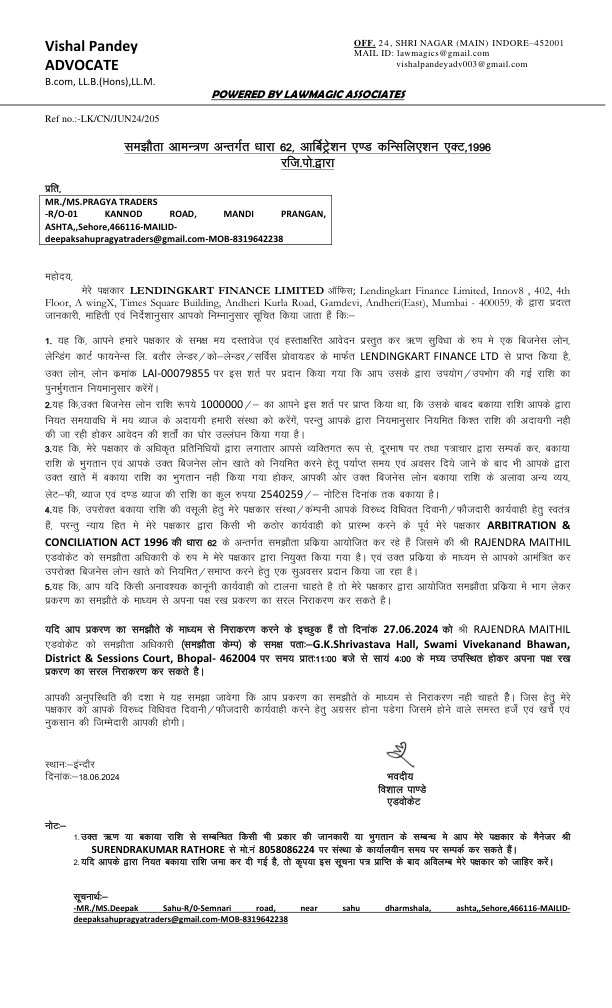 Vishal Pandey
ADVOCATE
B.com, LL.B.(Hons),LL.M.
OFF. 24, SHRI NAGAR (MAIN) INDORE–452001
MAIL ID: lawmagics@gmail.com
vishalpandeyadv003@gmail.com
POWERED BY LAWMAGIC ASSOCIATES
Ref no.:-LK/CN/JUN24/205
समझौता आमन्त्रण अन्तर्गत धारा 62, आर्बिट्रेशन एण्ड कन्सिलिएशन एक्ट,1996
रजि.पो.द्वारा
प्रति,
MR./MS.PRAGYA TRADERS
-R/O-01 KANNOD ROAD, MANDI PRANGAN,
ASHTA,,Sehore,466116-MAILID-
deepaksahupragyatraders@gmail.com-MOB-8319642238
महोदय,
मेरे पक्षकार LENDINGKART FINANCE LIMITED ऑफिस; Lendingkart Finance Limited, Innov8 , 402, 4th
Floor, A wingX, Times Square Building, Andheri Kurla Road, Gamdevi, Andheri(East), Mumbai - 400059, के द्वारा प्रदत्त
जानकारी, माहिती एवं निर्देशानुसार आपको निम्नानुसार सूचित किया जाता हैं किः–
1. यह कि, आपने हमारे पक्षकार के समक्ष मय दस्तावेज एवं हस्ताक्षरित आवेदन प्रस्तुत कर ऋण सुविधा के रुप मे एक बिजनेस लोन,
लेन्डिंग कार्ट फायनेन्स लि. बतौर लेन्डर/को–लेन्डर/सर्विस प्रोवायडर के मार्फत LENDINGKART FINANCE LTD से प्राप्त किया है,
उक्त लोन, लोन क्रमांक LAI-00079855 पर इस शर्त पर प्रदान किया गया कि आप उसके द्वारा उपयोग/उपभोग की गई राशि का
पुनर्भुगतान नियमानुसार करेंगें।
2.यह कि,उक्त बिजनेस लोन राशि रूपये 1000000/– का आपने इस शर्त पर प्राप्त किया था, कि उसके बाबद बकाया राशि आपके द्वारा
नियत समयावधि में मय ब्याज के अदायगी हमारी संस्था को करेंगें, परन्तु आपके द्वारा नियमानुसार नियमित किश्त राशि की अदायगी नही
की जा रही होकर आवेदन की शर्तों का घोर उल्लंघन किया गया है।
3.यह कि, मेरे पक्षकार के अधिकृत प्रतिनिधियों द्वारा लगातार आपसे व्यक्तिगत रूप से, दूरभाष पर तथा पत्राचार द्वारा सम्पर्क कर, बकाया
राशि के भुगतान एवं आपके उक्त बिजनेस लोन खाते को नियमित करने हेतू पर्याप्त समय एवं अवसर दिये जाने के बाद भी आपके द्वारा
उक्त खाते में बकाया राशि का भुगतान नही किया गया होकर, आपकी ओर उक्त बिजनेस बकाया राशि के अलावा अन्य व्यय,
लेट–फी, ब्याज एवं दण्ड ब्याज की राशि का कुल रुपया 2540259/– नोटिस दिनांक तक बकाया है।
4.यह कि, उपरोक्त बकाया राशि की वसूली हेतु मेरे पक्षकार संस्था/कंम्पनी आपके विरुध्द विधिवत दिवानी/फौजदारी कार्यवाही हेतु स्वतंत्र
हैं, परन्तु न्याय हित मे मेरे पक्षकार द्वारा किसी भी कठोर कार्यवाही को प्रारम्भ करने के पूर्व मेरे पक्षकार ARBITRATION &
CONCILIATION ACT 1996 की धारा 62 के अन्तर्गत समझौता प्रक्रिया आयोजित कर रहे हैं जिसमे की श्री RAJENDRA MAITHIL
एडवोकेट को समझौता अधिकारी के रुप मे मेरे पक्षकार द्वारा नियुक्त किया गया है। एवं उक्त प्रक्रिया के माध्यम से आपको आमंत्रित कर
उपरोक्त बिजनेस लोन खाते को नियमित/समाप्त करने हेतु एक सुअवसर प्रदान किया जा रहा है।
5.यह कि, आप यदि किसी अनावश्यक कानूनी कार्यवाही को टालना चाहते है तो मेरे पक्षकार द्वारा आयोजित समझौता प्रक्रिया मे भाग लेकर
प्रकरण का समझौते के माध्यम से अपना पक्ष रख प्रकरण का सरल निराकरण कर सकते है।
यदि आप प्रकरण का समझौते के माध्यम से निराकरण करने के इच्छुक हैं तो दिनांक 27.06.2024 को श्री RAJENDRA MAITHIL
एडवोकेट को समझौता अधिकारी (समझौता केम्प) के समक्ष पताः–G.K.Shrivastava Hall, Swami Vivekanand Bhawan,
District & Sessions Court, Bhopal- 462004 पर समय प्रातः11:00 बजे से सायं 4:00 के मघ्य उपस्थित होकर अपना पक्ष रख
प्रकरण का सरल निराकरण कर सकते है।
आपकी अनुपस्थिति की दशा मे यह समझा जावेगा कि आप प्रकरण का समझौते के माध्यम से निराकरण नही चाहते हैै। जिस हेतु मेरे
पक्षकार को आपके विरुध्द विधिवत दिवानी/फौजदारी कार्यवाही करने हेतु अग्रसर होना पडेगा जिसमे होने वाले समस्त हर्जे एवं खर्चे एवं
नुकसान की जिम्मेदारी आपकी होगी।
स्थानः–इंन्दौर
दिनांकः–18.06.2024
भवदीय
विशाल पाण्डे
एडवोकेट
नोटः–
1.उक्त ऋण या बकाया राशि से सम्बन्धित किसी भी प्रकार की जानकारी या भुगतान के सम्बन्ध मे आप मेरे पक्षकार के मैनेजर श्री
SURENDRAKUMAR RATHORE से मो.नं 8058086224 पर संस्था के कार्यालयीन समय पर सम्पर्क कर सकते हैं।
2.यदि आपके द्वारा नियत बकाया राशि जमा कर दी गई है, तो कृपया इस सूचना पत्र प्राप्ति के बाद अविलम्ब मेरे पक्षकार को जाहिर करें।
सूचनार्थः–
-MR./MS.Deepak Sahu-R/0-Semnari road, near sahu dharmshala, ashta,,Sehore,466116-MAILID-
deepaksahupragyatraders@gmail.com-MOB-8319642238